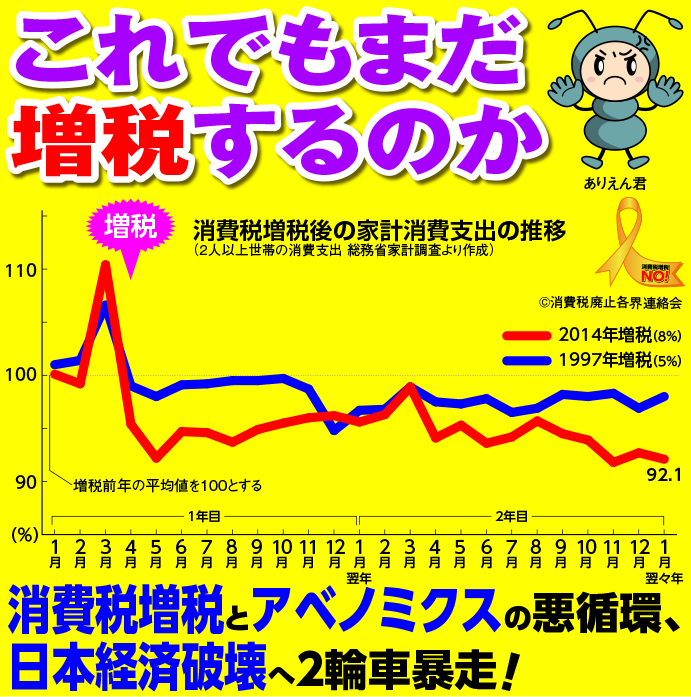 これでもまだ
増税するのか
ありえん君
増税
消費税増税後の家計消費支出の推移
(2人以上世帯の消費支出 総務省家計調査より作成)
消費税増税
NO!
©消費税廃止各界連絡会
2014年増税(8%)
1997年増税(5%)
110
100
90
(%)
増税前年の平均値を100とする
92.1
1年目
2年目
1月 2月 3月 4月 5月 6月 7月 8月 9月 10月 11月 12月 1月 2月 3月 4月 5月 6月 7月 8月 9月 10月 11月 12月 1月
翌年
翌々年
消費税増税とアベノミクスの悪循環、
日本経済破壊へ2輪車暴走!